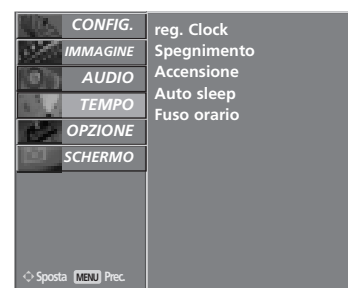 CONFIG.
IMMAGINE
AUDIO
TEMPO
OPZIONE
SCHERMO
reg. Clock
Spegnimento
Accensione
Auto sleep
Fuso orario
Sposta MENU Prec.